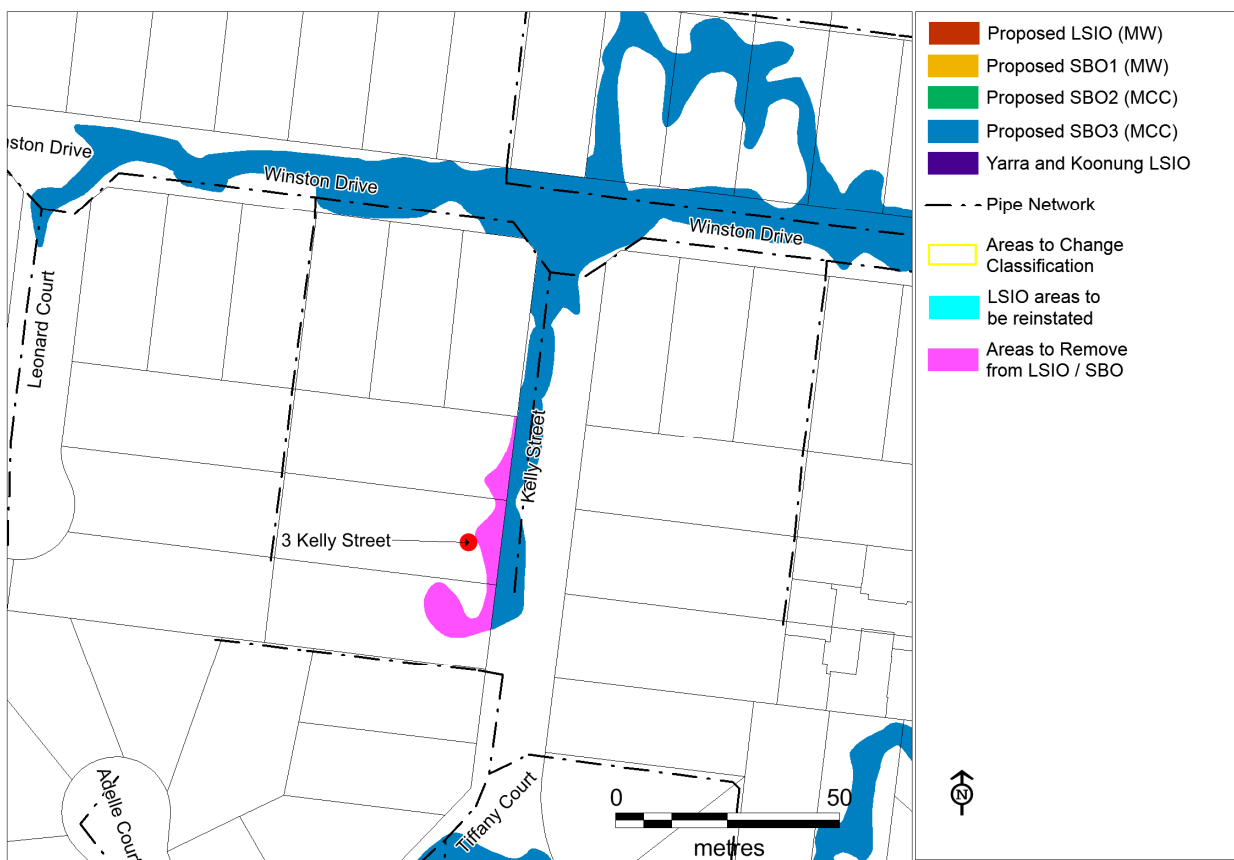 nston Drive
Winston Drive
Winston Drive
Leonard Court
Kelly Street
3 Kelly Street
Adelle Court
Tiffany Court
0 50
metres
Proposed LSIO (MW)
Proposed SBO1 (MW)
Proposed SBO2 (MCC)
Proposed SBO3 (MCC)
Yarra and Koonung LSIO
Pipe Network
Areas to Change
Classification
LSIO areas to
be reinstated
Areas to Remove
from LSIO / SBO
N